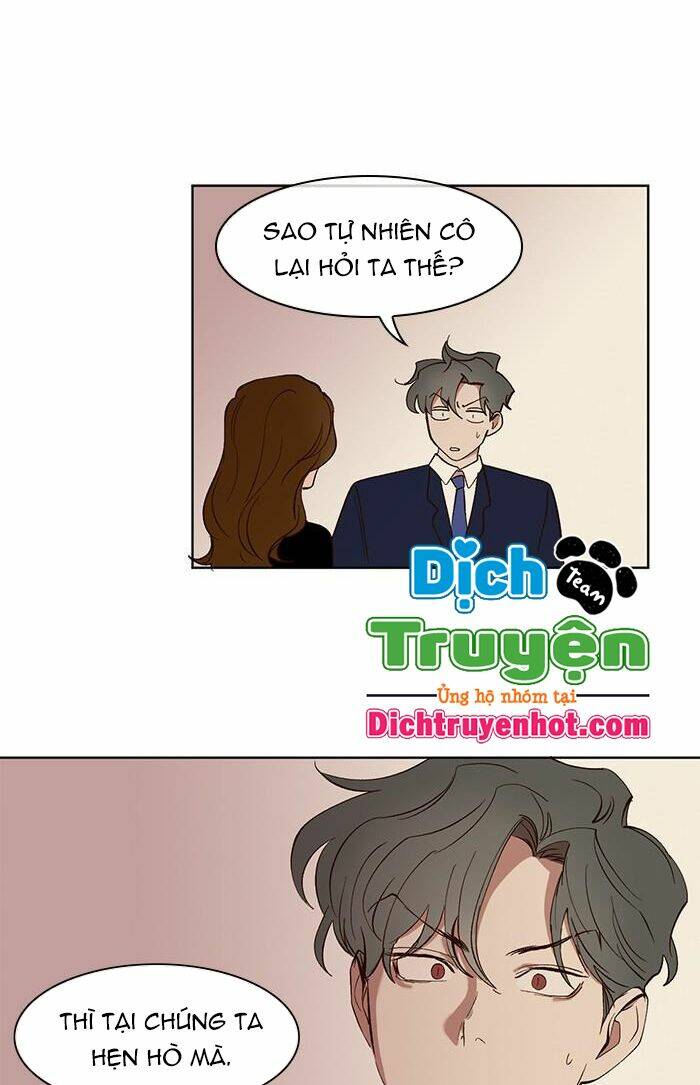 SAO TỰ NHIÊN CÔ
LẠI HỎI TA THẾ?
Dịch
Team
Truyện
Ủng hộ nhóm tại
Dichtruyenhot.com
THÌ TẠI CHÚNG TA
HẸN HÒ MÀ.